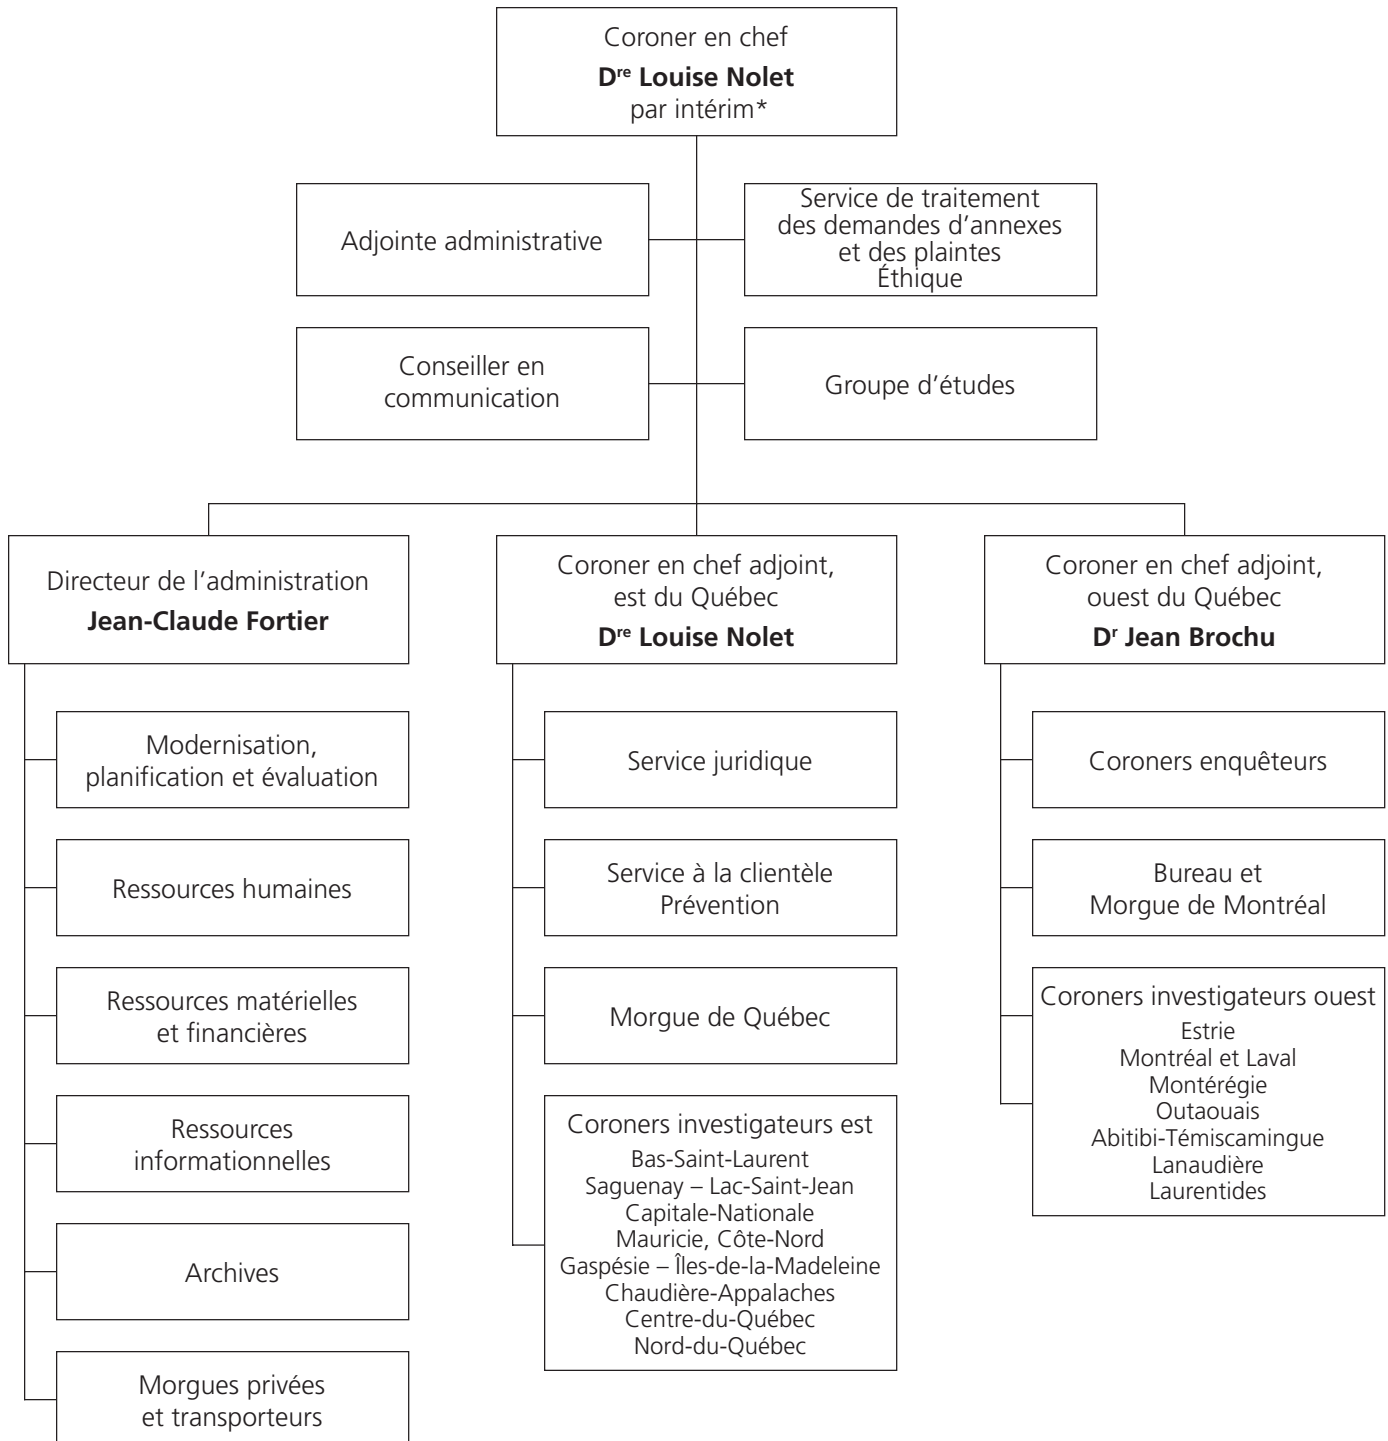 Coroner en chef
Dre Louise Nolet
par intérim*
Adjointe administrative
Service de traitement
des demandes d'annexes
et des plaintes
Éthique
Conseiller en
communication
Groupe d'études
Directeur de l'administration
Jean-Claude Fortier
Modernisation,
planification et évaluation
Ressources humaines
Ressources matérielles
et financières
Ressources
informationnelles
Archives
Morgues privées
et transporteurs
Coroner en chef adjoint,
est du Québec
Dre Louise Nolet
Service juridique
Service à la clientèle
Prévention
Morgue de Québec
Coroners investigateurs est
Bas-Saint-Laurent
Saguenay – Lac-Saint-Jean
Capitale-Nationale
Mauricie, Côte-Nord
Gaspésie – Îles-de-la-Madeleine
Chaudière-Appalaches
Centre-du-Québec
Nord-du-Québec
Coroner en chef adjoint,
ouest du Québec
Dr Jean Brochu
Coroners enquêteurs
Bureau et
Morgue de Montréal
Coroners investigateurs ouest
Estrie
Montréal et Laval
Montérégie
Outaouais
Abitibi-Témiscamingue
Lanaudière
Laurentides